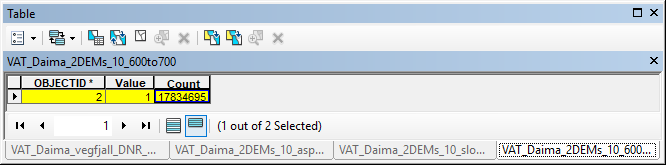 Table
VAT_Daima_2DEMs_10_600to700
OBJECTID * Value Count
2 1 17834695
1 (1 out of 2 Selected)
VAT_Daima_vegfjall_DNR_... VAT_Daima_2DEMs_10_asp... VAT_Daima_2DEMs_10_slo... VAT_Daima_2DEMs_10_600...